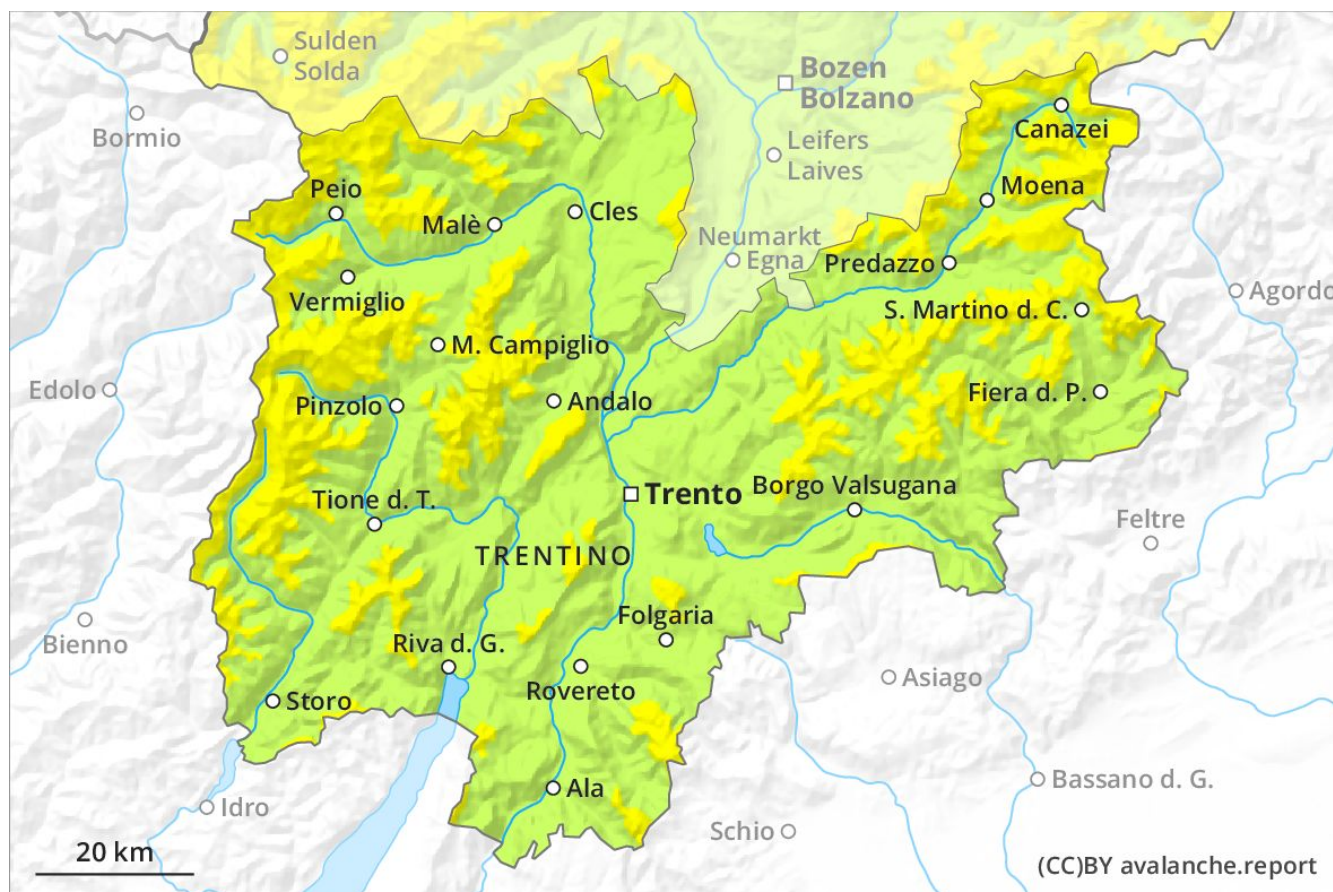 Sulden
Solda
Bozen
Bolzano
Bormio
Canazei
Leifers
Laives
Peio
Moena
Malè
Cles
Neumarkt
Egna
Predazzo
Vermiglio
Agordo
S. Martino d. C.
M. Campiglio
Edolo
Fiera d. P.
Pinzolo
Andalo
Trento
Borgo Valsugana
Tione d. T.
Feltre
TRENTINO
Folgaria
Bienno
Riva d. G.
Asiago
Rovereto
Storo
Bassano d. G.
Ala
Idro
Schio
20 km
(CC)BY avalanche.report